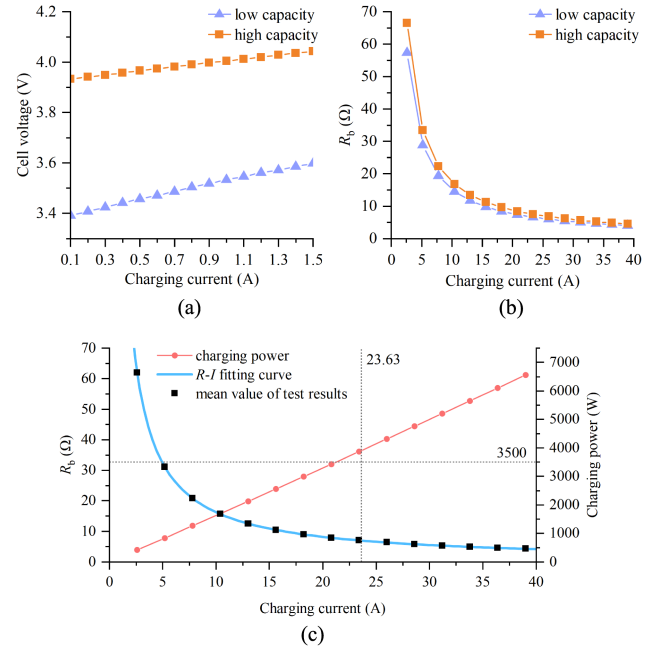 low capacity
high capacity
4.2
4.0
3.8
3.6
3.4
Cell voltage (V)
0.1 0.3 0.5 0.7 0.9 1.1 1.3 1.5
Charging current (A)
(a)
low capacity
high capacity
70
60
50
40
30
20
10
0
Rb (Ω)
0 5 10 15 20 25 30 35 40
Charging current (A)
(b)
charging power
R-I fitting curve
mean value of test results
23.63
3500
70
60
50
40
30
20
10
0
Rb (Ω)
7000
6000
5000
4000
3000
2000
1000
0
Charging power (W)
0 5 10 15 20 25 30 35 40
Charging current (A)
(c)